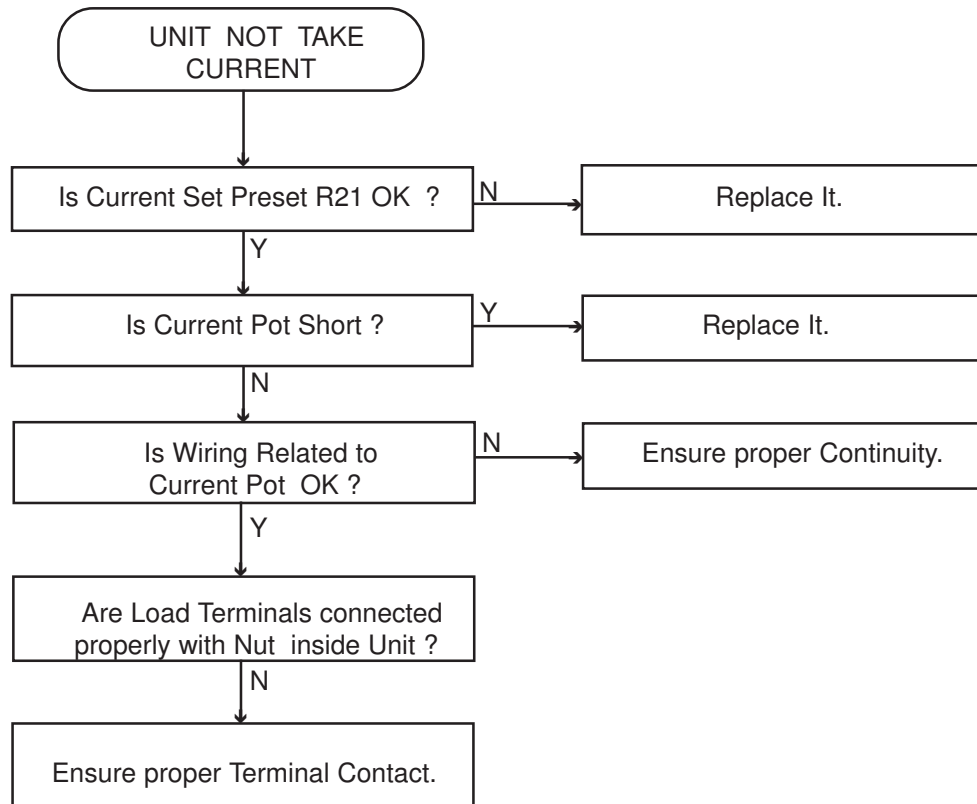 UNIT NOT TAKE
CURRENT
Is Current Set Preset R21 OK ?
N
Replace It.
Y
Is Current Pot Short ?
Y
Replace It.
N
Is Wiring Related to
Current Pot OK ?
N
Ensure proper Continuity.
Y
Are Load Terminals connected
properly with Nut inside Unit ?
N
Ensure proper Terminal Contact.